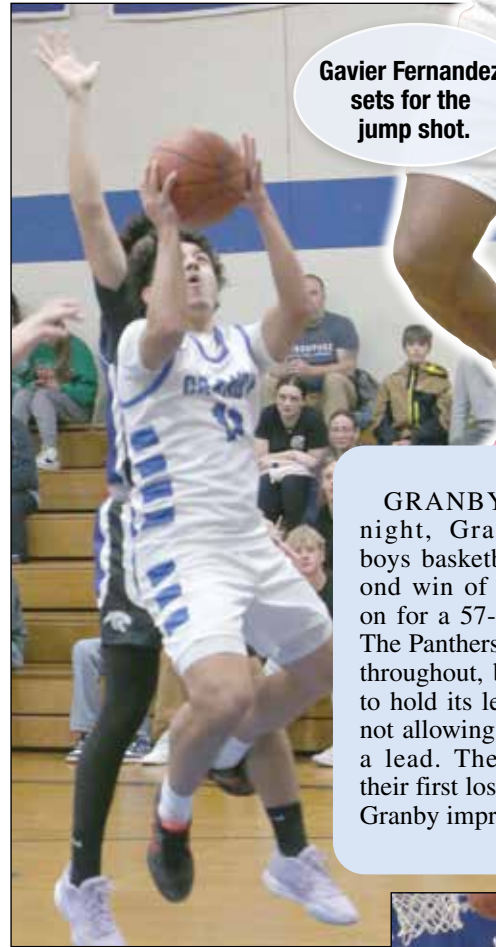 Gavier Fernandez
sets for the
jump shot.
GRANBY
11
GRANBY
night, Gra
boys basketb
ond win of
on for a 57-
The Panthers
throughout, b
to hold its le
not allowing
a lead. The
their first los
Granby impr